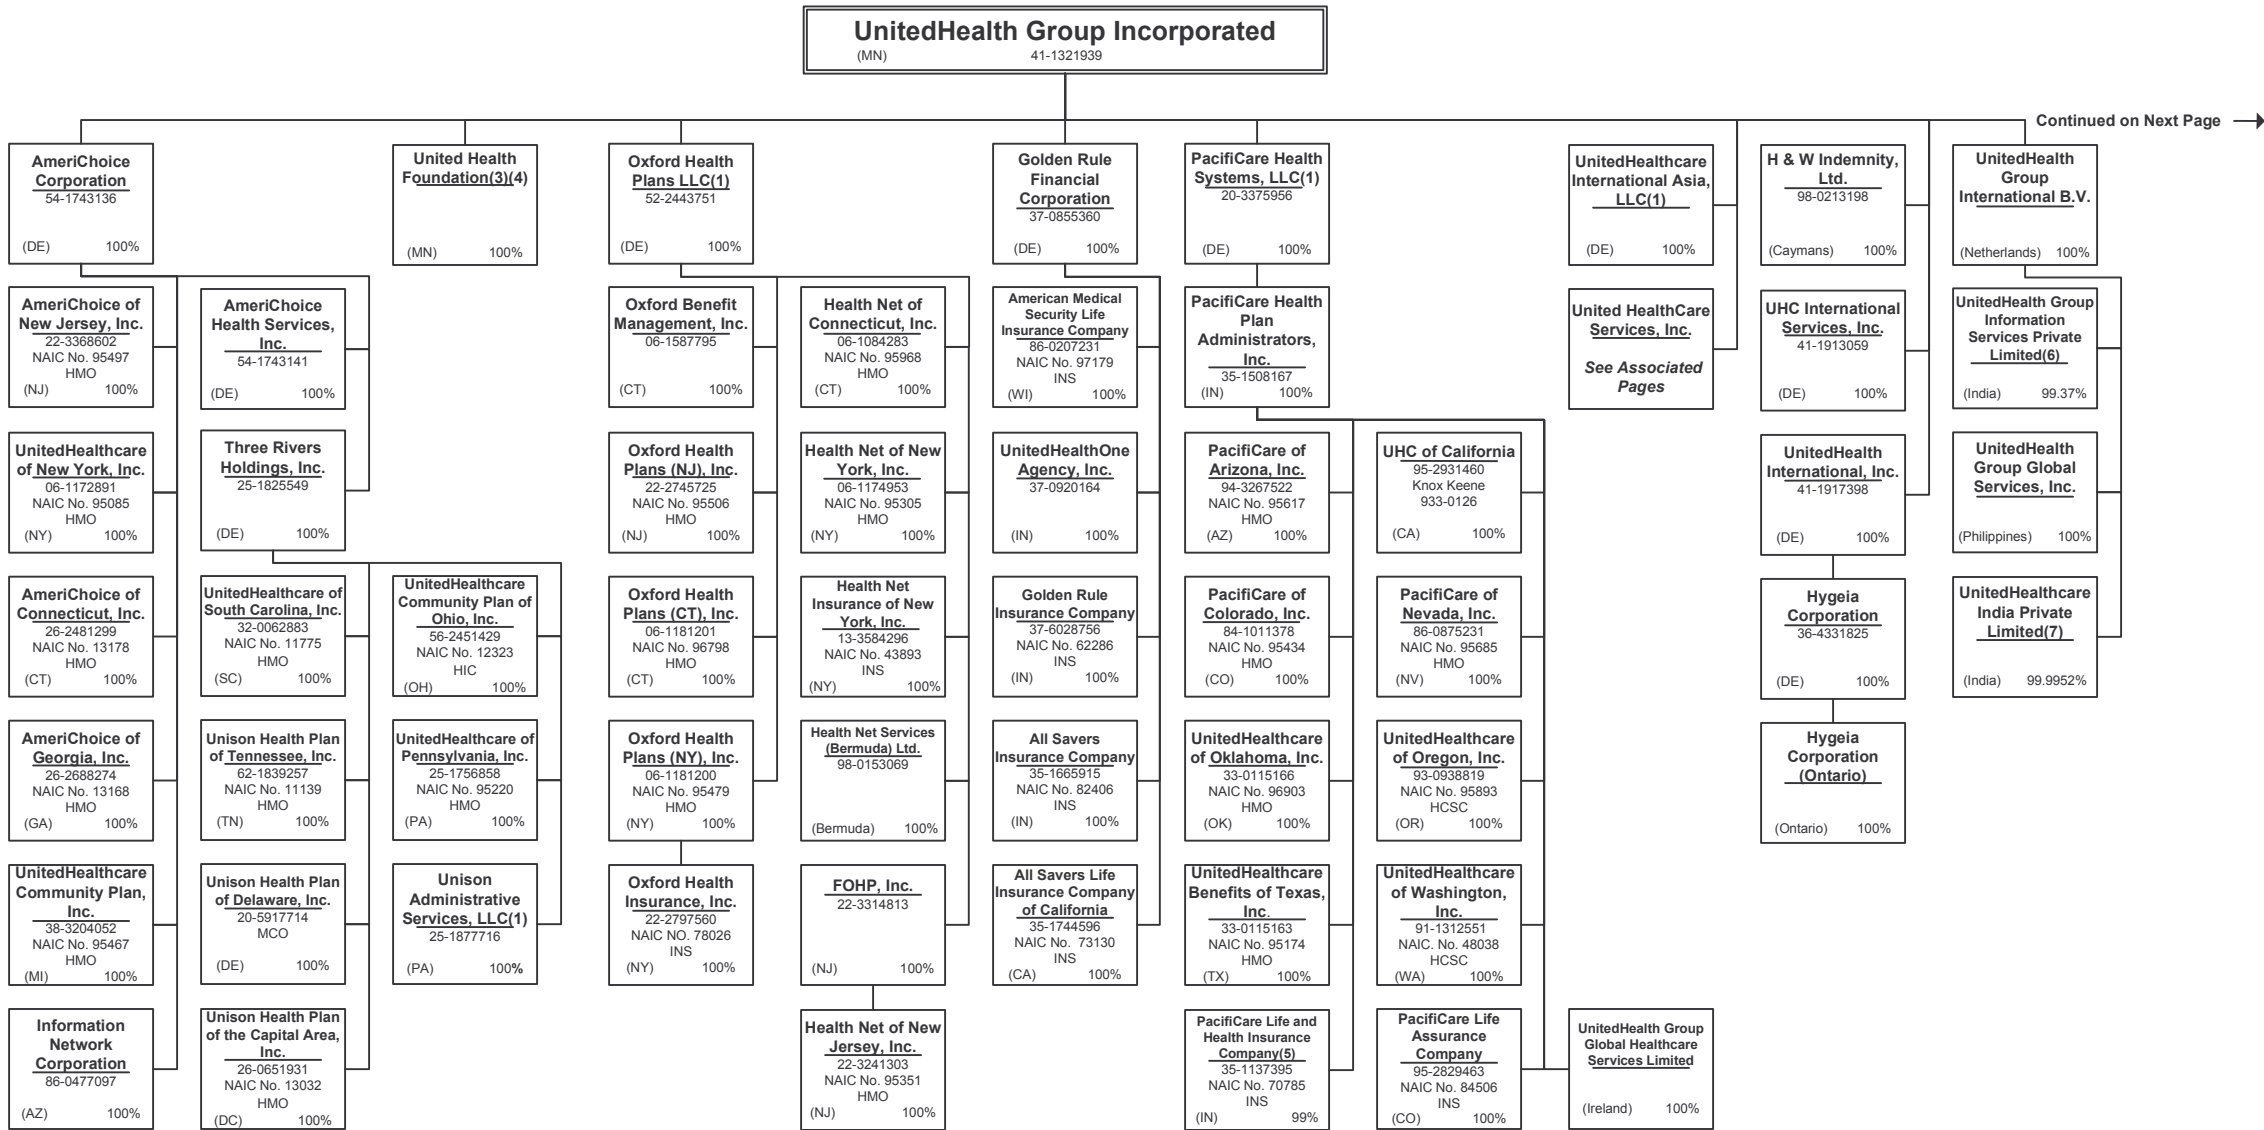 UnitedHealth Group Incorporated
(MN) 41-1321939
Continued on Next Page
AmeriChoice
Corporation
54-1743136
(DE) 100%
United Health
Foundation(3)(4)
(MN) 100%
Oxford Health
Plans LLC(1)
52-2443751
(DE) 100%
Golden Rule
Financial
Corporation
37-0855360
(DE) 100%
PacifiCare Health
Systems, LLC(1)
20-3375956
(DE) 100%
UnitedHealthcare
International Asia,
LLC(1)
(DE) 100%
H & W Indemnity,
Ltd.
98-0213198
(Caymans) 100%
UnitedHealth
Group
International B.V.
(Netherlands) 100%
AmeriChoice of
New Jersey, Inc.
22-3368602
NAIC No. 95497
HMO
(NJ) 100%
AmeriChoice
Health Services,
Inc.
54-1743141
(DE) 100%
Oxford Benefit
Management, Inc.
06-1587795
(CT) 100%
Health Net of
Connecticut, Inc.
06-1084283
NAIC No. 95968
HMO
(CT) 100%
American Medical
Security Life
Insurance Company
86-0207231
NAIC No. 97179
INS
(WI) 100%
PacifiCare Health
Plan
Administrators,
Inc.
35-1508167
(IN) 100%
United HealthCare
Services, Inc.
See Associated
Pages
UHC International
Services, Inc.
41-1913059
(DE) 100%
UnitedHealth Group
Information
Services Private
Limited(6)
(India) 99.37%
UnitedHealthcare
of New York, Inc.
06-1172891
NAIC No. 95085
HMO
(NY) 100%
Three Rivers
Holdings, Inc.
25-1825549
(DE) 100%
Oxford Health
Plans (NJ), Inc.
22-2745725
NAIC No. 95506
HMO
(NJ) 100%
Health Net of New
York, Inc.
06-1174953
NAIC No. 95305
HMO
(NY) 100%
UnitedHealthOne
Agency, Inc.
37-0920164
(IN) 100%
PacifiCare of
Arizona, Inc.
94-3267522
NAIC No. 95617
HMO
(AZ) 100%
UHC of California
95-2931460
Knox Keene
933-0126
(CA) 100%
UnitedHealth
International, Inc.
41-1917398
(DE) 100%
UnitedHealth
Group Global
Services, Inc.
(Philippines) 100%
AmeriChoice of
Connecticut, Inc.
26-2481299
NAIC No. 13178
HMO
(CT) 100%
UnitedHealthcare of
South Carolina, Inc.
32-0062883
NAIC No. 11775
HMO
(SC) 100%
UnitedHealthcare
Community Plan of
Ohio, Inc.
56-2451429
NAIC No. 12323
HIC
(OH) 100%
Oxford Health
Plans (CT), Inc.
06-1181201
NAIC No. 96798
HMO
(CT) 100%
Health Net
Insurance of New
York, Inc.
13-3584296
NAIC No. 43893
INS
(NY) 100%
Golden Rule
Insurance Company
37-6028756
NAIC No. 62286
INS
(IN) 100%
PacifiCare of
Colorado, Inc.
84-1011378
NAIC No. 95434
HMO
(CO) 100%
PacifiCare of
Nevada, Inc.
86-0875231
NAIC No. 95685
HMO
(NV) 100%
Hygeia
Corporation
36-4331825
(DE) 100%
UnitedHealthcare
India Private
Limited(7)
(India) 99.9952%
AmeriChoice of
Georgia, Inc.
26-2688274
NAIC No. 13168
HMO
(GA) 100%
Unison Health Plan
of Tennessee, Inc.
62-1839257
NAIC No. 11139
HMO
(TN) 100%
UnitedHealthcare of
Pennsylvania, Inc.
25-1756858
NAIC No. 95220
HMO
(PA) 100%
Oxford Health
Plans (NY), Inc.
06-1181200
NAIC No. 95479
HMO
(NY) 100%
Health Net Services
(Bermuda) Ltd.
98-0153069
(Bermuda) 100%
All Savers
Insurance Company
35-1665915
NAIC No. 82406
INS
(IN) 100%
UnitedHealthcare
of Oklahoma, Inc.
33-0115166
NAIC No. 96903
HMO
(OK) 100%
UnitedHealthcare
of Oregon, Inc.
93-0938819
NAIC No. 95893
HCSC
(OR) 100%
Hygeia
Corporation
(Ontario)
(Ontario) 100%
UnitedHealthcare
Community Plan,
Inc.
38-3204052
NAIC No. 95467
HMO
(MI) 100%
Unison Health Plan
of Delaware, Inc.
20-5917714
MCO
(DE) 100%
Unison
Administrative
Services, LLC(1)
25-1877716
(PA) 100%
Oxford Health
Insurance, Inc.
22-2797560
NAIC NO. 78026
INS
(NY) 100%
FOHP, Inc.
22-3314813
(NJ) 100%
All Savers Life
Insurance Company
of California
35-1744596
NAIC No. 73130
INS
(CA) 100%
UnitedHealthcare
Benefits of Texas,
Inc.
33-0115163
NAIC No. 95174
HMO
(TX) 100%
UnitedHealthcare
of Washington,
Inc.
91-1312551
NAIC. No. 48038
HCSC
(WA) 100%
Information
Network
Corporation
86-0477097
(AZ) 100%
Unison Health Plan
of the Capital Area,
Inc.
26-0651931
NAIC No. 13032
HMO
(DC) 100%
Health Net of New
Jersey, Inc.
22-3241303
NAIC No. 95351
HMO
(NJ) 100%
PacifiCare Life and
Health Insurance
Company(5)
35-1137395
NAIC No. 70785
INS
(IN) 99%
PacifiCare Life
Assurance
Company
95-2829463
NAIC No. 84506
INS
(CO) 100%
UnitedHealth Group
Global Healthcare
Services Limited
(Ireland) 100%